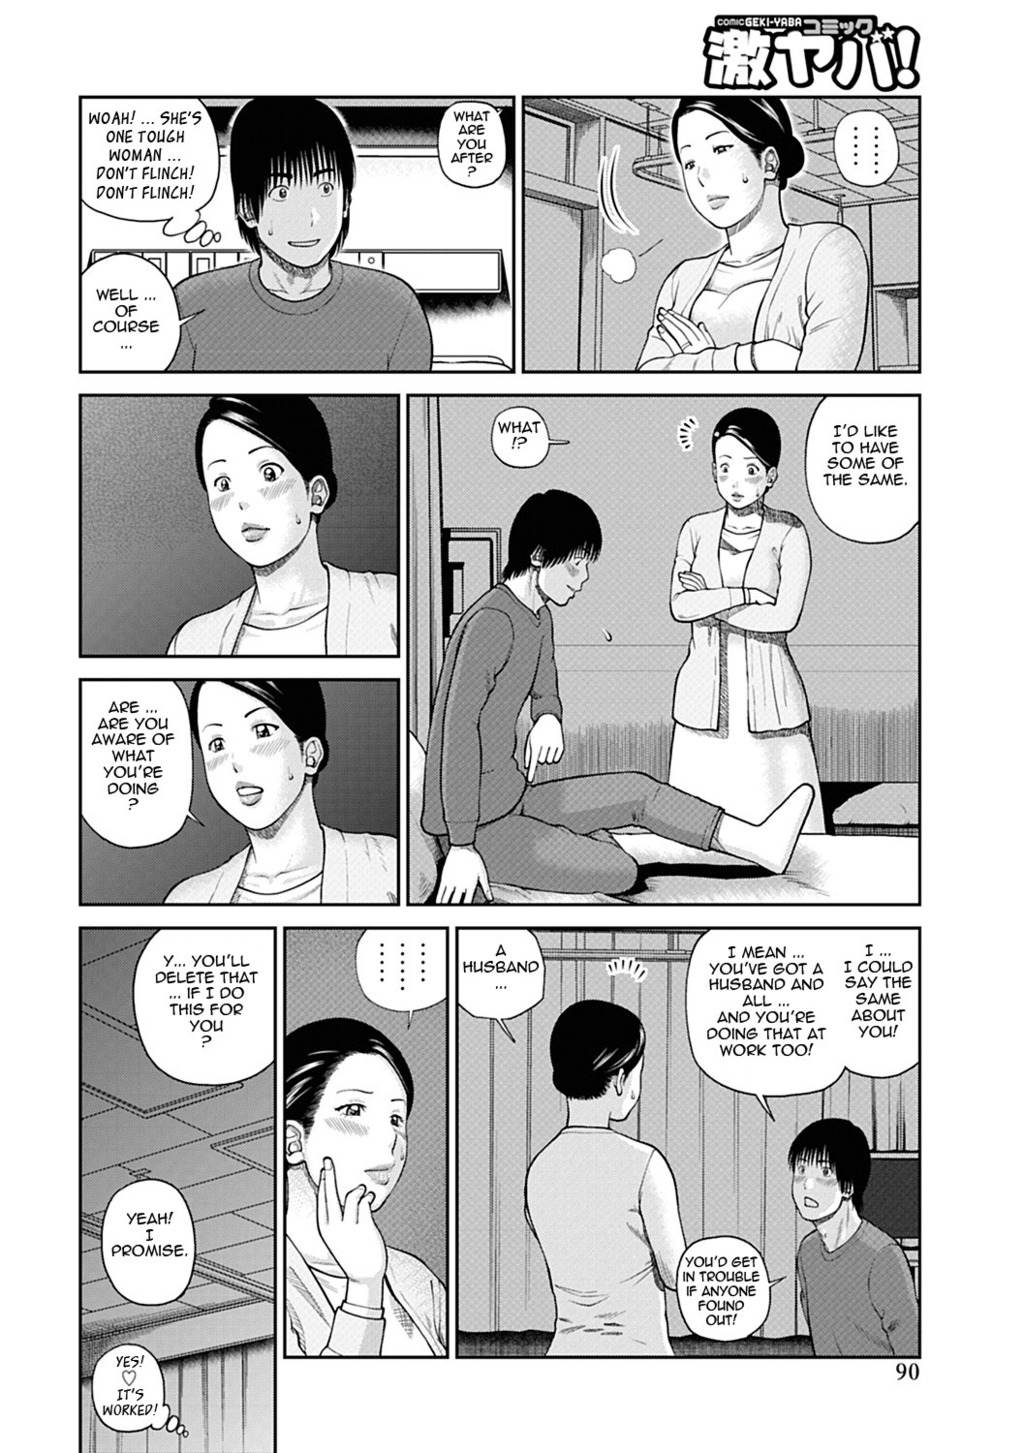 COMIC GEKI-YABA コミック
激ヤバ!!
. . . . .
. . . . .
WHAT
ARE
YOU
AFTER
?
WOAH! ... SHE'S
ONE TOUGH
WOMAN ...
DON'T FLINCH!
DON'T FLINCH!
WELL ...
OF
COURSE
...
I'D LIKE
TO HAVE
SOME OF
THE SAME.
WHAT
!?
ARE ...
ARE YOU
AWARE OF
WHAT
YOU'RE
DOING
?
I ...
I COULD
SAY THE
SAME
ABOUT
YOU!
I MEAN ...
YOU'VE GOT A
HUSBAND AND
ALL ...
AND YOU'RE
DOING THAT AT
WORK TOO!
A
HUSBAND
...
YOU'D GET
IN TROUBLE
IF ANYONE
FOUND
OUT!
. . . . .
. . . . .
. . . . .
Y... YOU'LL
DELETE THAT
... IF I DO
THIS FOR
YOU
?
YEAH!
I
PROMISE.
YES!
♡
IT'S
WORKED!
90